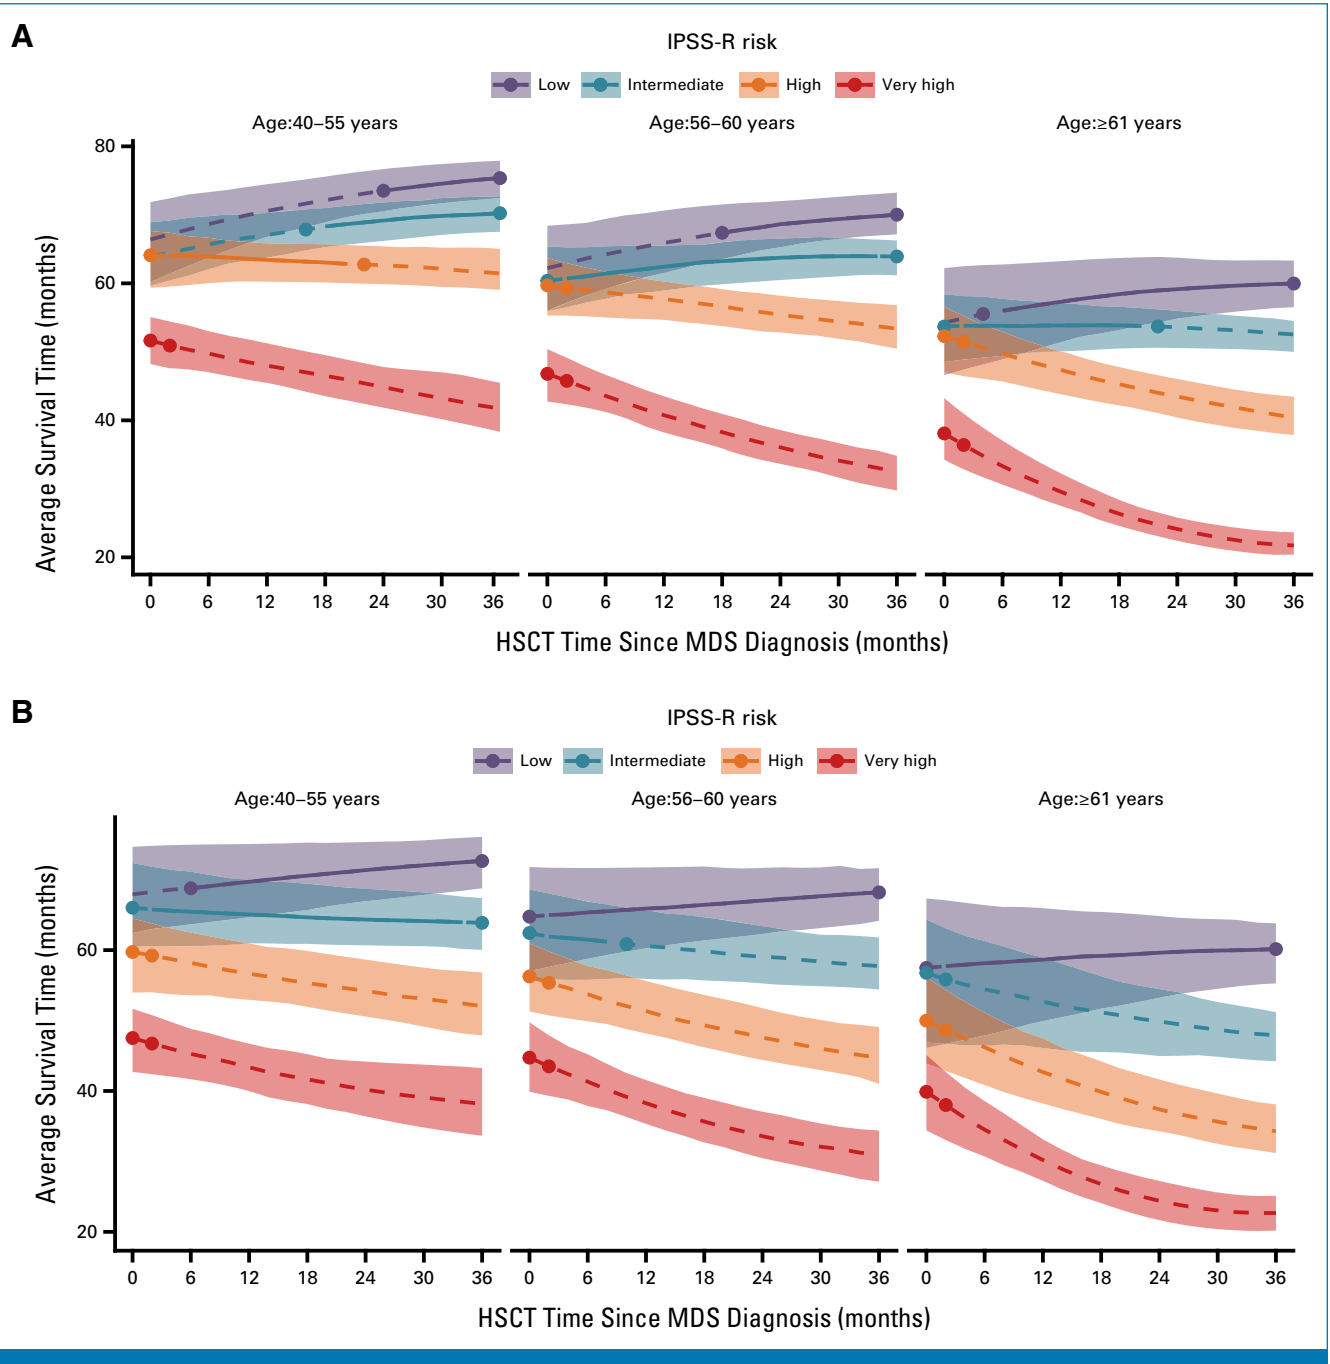 A
IPSS-R risk
Low Intermediate High Very high
Age:40–55 years Age:56–60 years Age:≥61 years
Average Survival Time (months)
80
60
40
20
0 6 12 18 24 30 36 0 6 12 18 24 30 36 0 6 12 18 24 30 36
HSCT Time Since MDS Diagnosis (months)
B
IPSS-R risk
Low Intermediate High Very high
Age:40–55 years Age:56–60 years Age:≥61 years
Average Survival Time (months)
60
40
20
0 6 12 18 24 30 36 0 6 12 18 24 30 36 0 6 12 18 24 30 36
HSCT Time Since MDS Diagnosis (months)